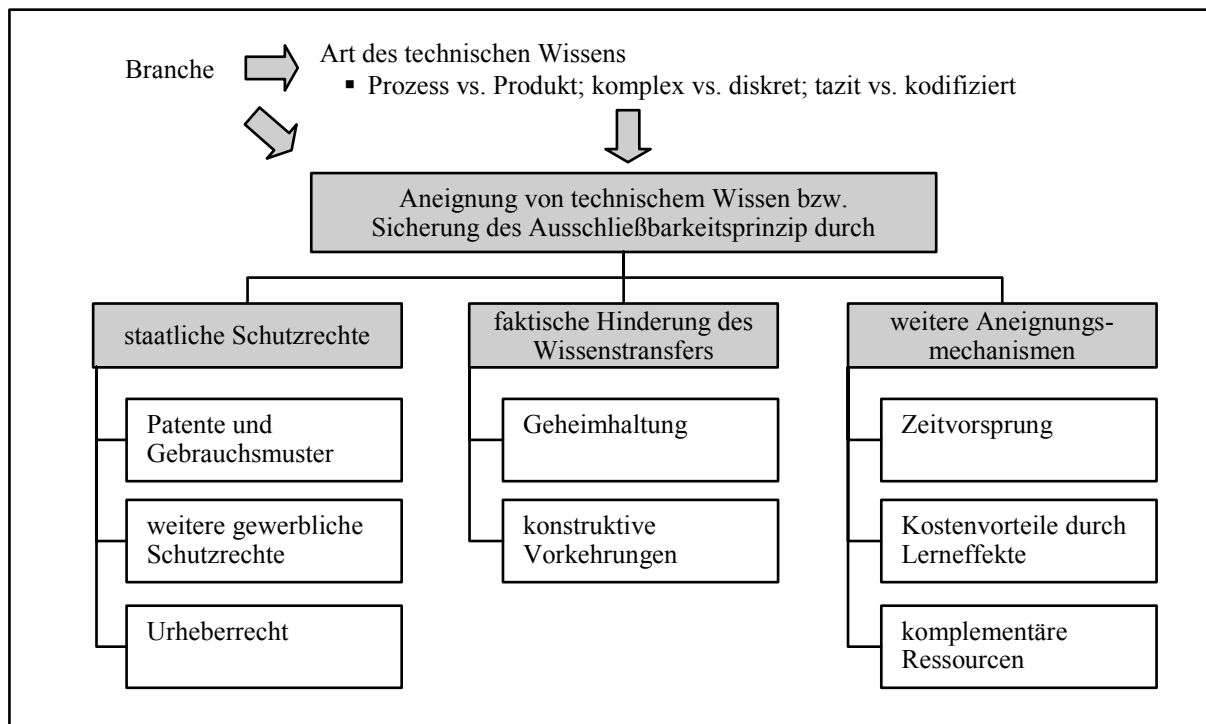 Branche
Art des technischen Wissens
▪ Prozess vs. Produkt; komplex vs. diskret; tazit vs. kodifiziert
Aneignung von technischem Wissen bzw.
Sicherung des Ausschließbarkeitsprinzip durch
staatliche Schutzrechte
Patente und
Gebrauchsmuster
weitere gewerbliche
Schutzrechte
Urheberrecht
faktische Hinderung des
Wissenstransfers
Geheimhaltung
konstruktive
Vorkehrungen
weitere Aneignungs-
mechanismen
Zeitvorsprung
Kostenvorteile durch
Lerneffekte
komplementäre
Ressourcen